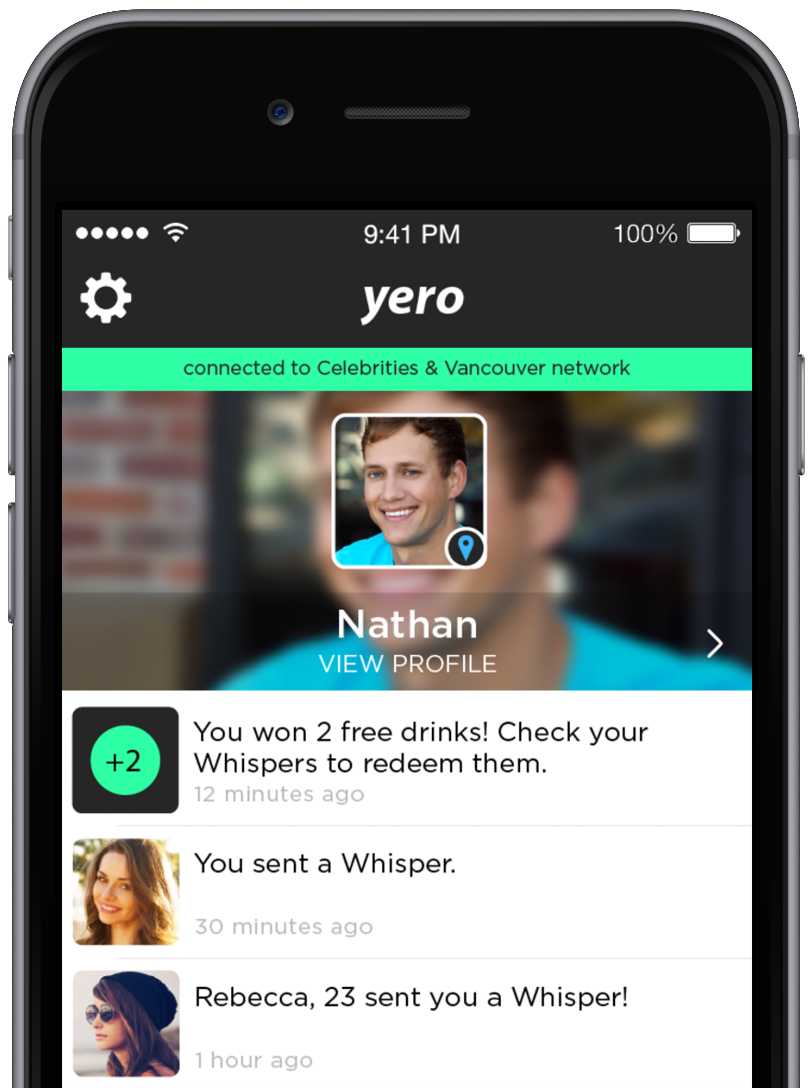 9:41 PM
100%
yero
connected to Celebrities & Vancouver network
Nathan
VIEW PROFILE
+2
You won 2 free drinks! Check your
Whispers to redeem them.
12 minutes ago
You sent a Whisper.
30 minutes ago
Rebecca, 23 sent you a Whisper!
1 hour ago